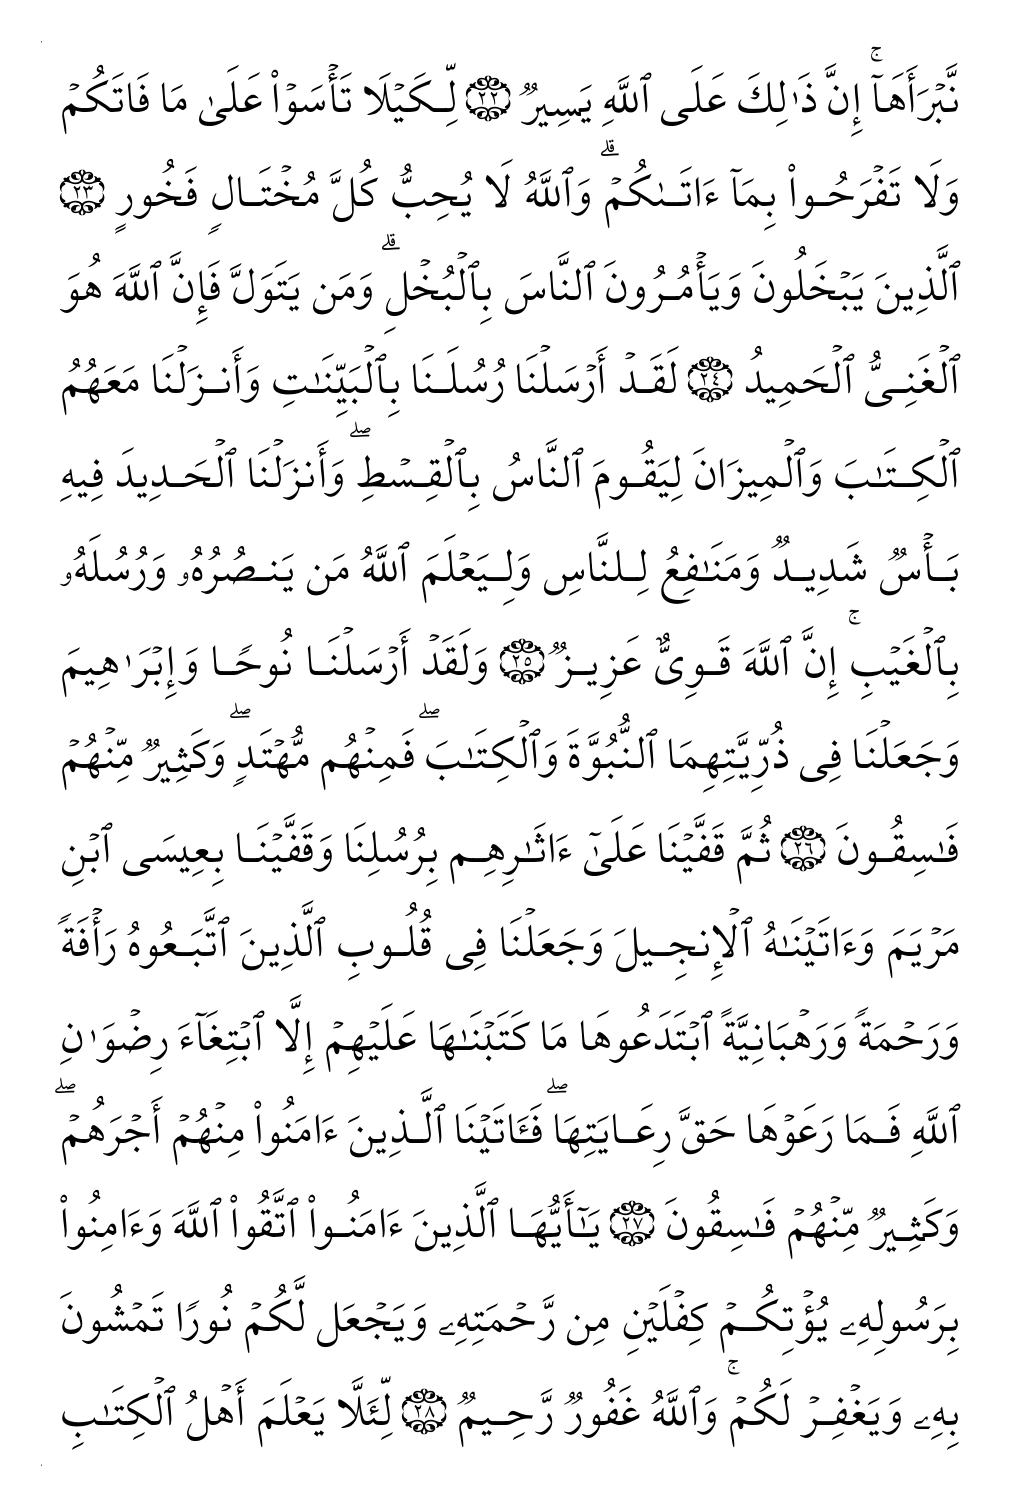 نَّبۡرَأَهَآۚ إِنَّ ذَٰلِكَ عَلَى ٱللَّهِ يَسِيرٞ ٢٢ لِّكَيۡلَا تَأۡسَوۡاْ عَلَىٰ مَا فَاتَكُمۡ
وَلَا تَفۡرَحُواْ بِمَآ ءَاتَىٰكُمۡۗ وَٱللَّهُ لَا يُحِبُّ كُلَّ مُخۡتَالٖ فَخُورٍ ٢٣
ٱلَّذِينَ يَبۡخَلُونَ وَيَأۡمُرُونَ ٱلنَّاسَ بِٱلۡبُخۡلِۗ وَمَن يَتَوَلَّ فَإِنَّ ٱللَّهَ هُوَ
ٱلۡغَنِيُّ ٱلۡحَمِيدُ ٢٤ لَقَدۡ أَرۡسَلۡنَا رُسُلَنَا بِٱلۡبَيِّنَٰتِ وَأَنزَلۡنَا مَعَهُمُ
ٱلۡكِتَٰبَ وَٱلۡمِيزَانَ لِيَقُومَ ٱلنَّاسُ بِٱلۡقِسۡطِۖ وَأَنزَلۡنَا ٱلۡحَدِيدَ فِيهِ
بَأۡسٞ شَدِيدٞ وَمَنَٰفِعُ لِلنَّاسِ وَلِيَعۡلَمَ ٱللَّهُ مَن يَنصُرُهُۥ وَرُسُلَهُۥ
بِٱلۡغَيۡبِۚ إِنَّ ٱللَّهَ قَوِيٌّ عَزِيزٞ ٢٥ وَلَقَدۡ أَرۡسَلۡنَا نُوحٗا وَإِبۡرَٰهِيمَ
وَجَعَلۡنَا فِي ذُرِّيَّتِهِمَا ٱلنُّبُوَّةَ وَٱلۡكِتَٰبَۖ فَمِنۡهُم مُّهۡتَدٖۖ وَكَثِيرٞ مِّنۡهُمۡ
فَٰسِقُونَ ٢٦ ثُمَّ قَفَّيۡنَا عَلَىٰٓ ءَاثَٰرِهِم بِرُسُلِنَا وَقَفَّيۡنَا بِعِيسَى ٱبۡنِ
مَرۡيَمَ وَءَاتَيۡنَٰهُ ٱلۡإِنجِيلَ وَجَعَلۡنَا فِي قُلُوبِ ٱلَّذِينَ ٱتَّبَعُوهُ رَأۡفَةٗ
وَرَحۡمَةٗ وَرَهۡبَانِيَّةً ٱبۡتَدَعُوهَا مَا كَتَبۡنَٰهَا عَلَيۡهِمۡ إِلَّا ٱبۡتِغَآءَ رِضۡوَٰنِ
ٱللَّهِ فَمَا رَعَوۡهَا حَقَّ رِعَايَتِهَاۖ فَـَٔاتَيۡنَا ٱلَّذِينَ ءَامَنُواْ مِنۡهُمۡ أَجۡرَهُمۡۖ
وَكَثِيرٞ مِّنۡهُمۡ فَٰسِقُونَ ٢٧ يَٰٓأَيُّهَا ٱلَّذِينَ ءَامَنُواْ ٱتَّقُواْ ٱللَّهَ وَءَامِنُواْ
بِرَسُولِهِۦ يُؤۡتِكُمۡ كِفۡلَيۡنِ مِن رَّحۡمَتِهِۦ وَيَجۡعَل لَّكُمۡ نُورٗا تَمۡشُونَ
بِهِۦ وَيَغۡفِرۡ لَكُمۡۚ وَٱللَّهُ غَفُورٞ رَّحِيمٞ ٢٨ لِّئَلَّا يَعۡلَمَ أَهۡلُ ٱلۡكِتَٰبِ